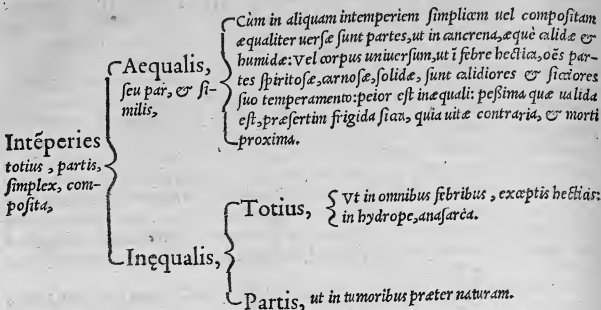 Cùm in aliquam intemperiem ſimplicem uel compoſitam
æqualiter uerſæ ſunt partes, ut in cancrena, æquè calidæ &
humidæ: Vel corpus uniuerſum, ut ĩ febre hectica, oẽs par-
tes ſpiritoſæ, carnoſæ, ſolidæ, ſunt calidiores & ſicciores
ſuo temperamento: peior eſt inæquali: peßima quæ ualida
eſt, præſertim frigida ſicca, quia uitæ contraria, & morti
proxima.
Aequalis,
ſeu par, & ſi-
milis,
Intẽperies
totius, partis,
ſimplex, com-
poſita,
Totius,
Vt in omnibus febribus, exceptis hecticis:
in hydrope, anaſarca.
Inęqualis,
Partis, ut in tumoribus præter naturam.